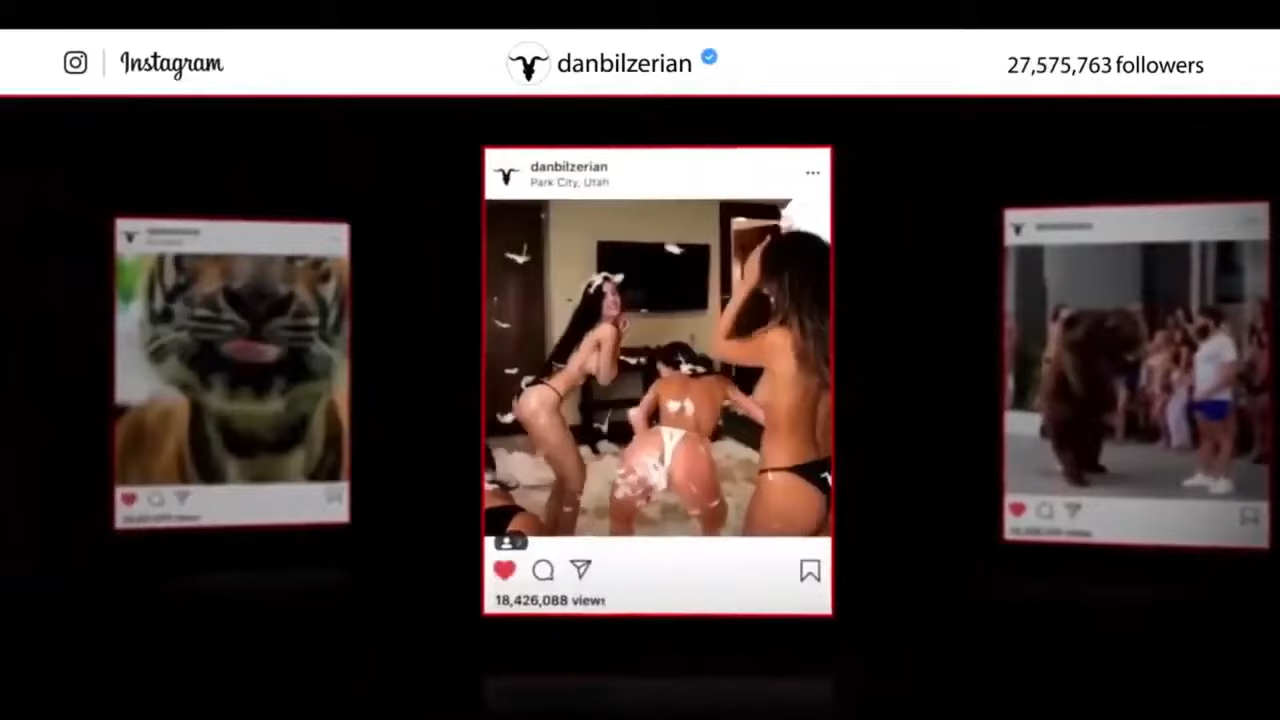 Instagram
danbilzerian
27,575,763 followers
danbilzerian
Park City, Utah
18,426,088 views